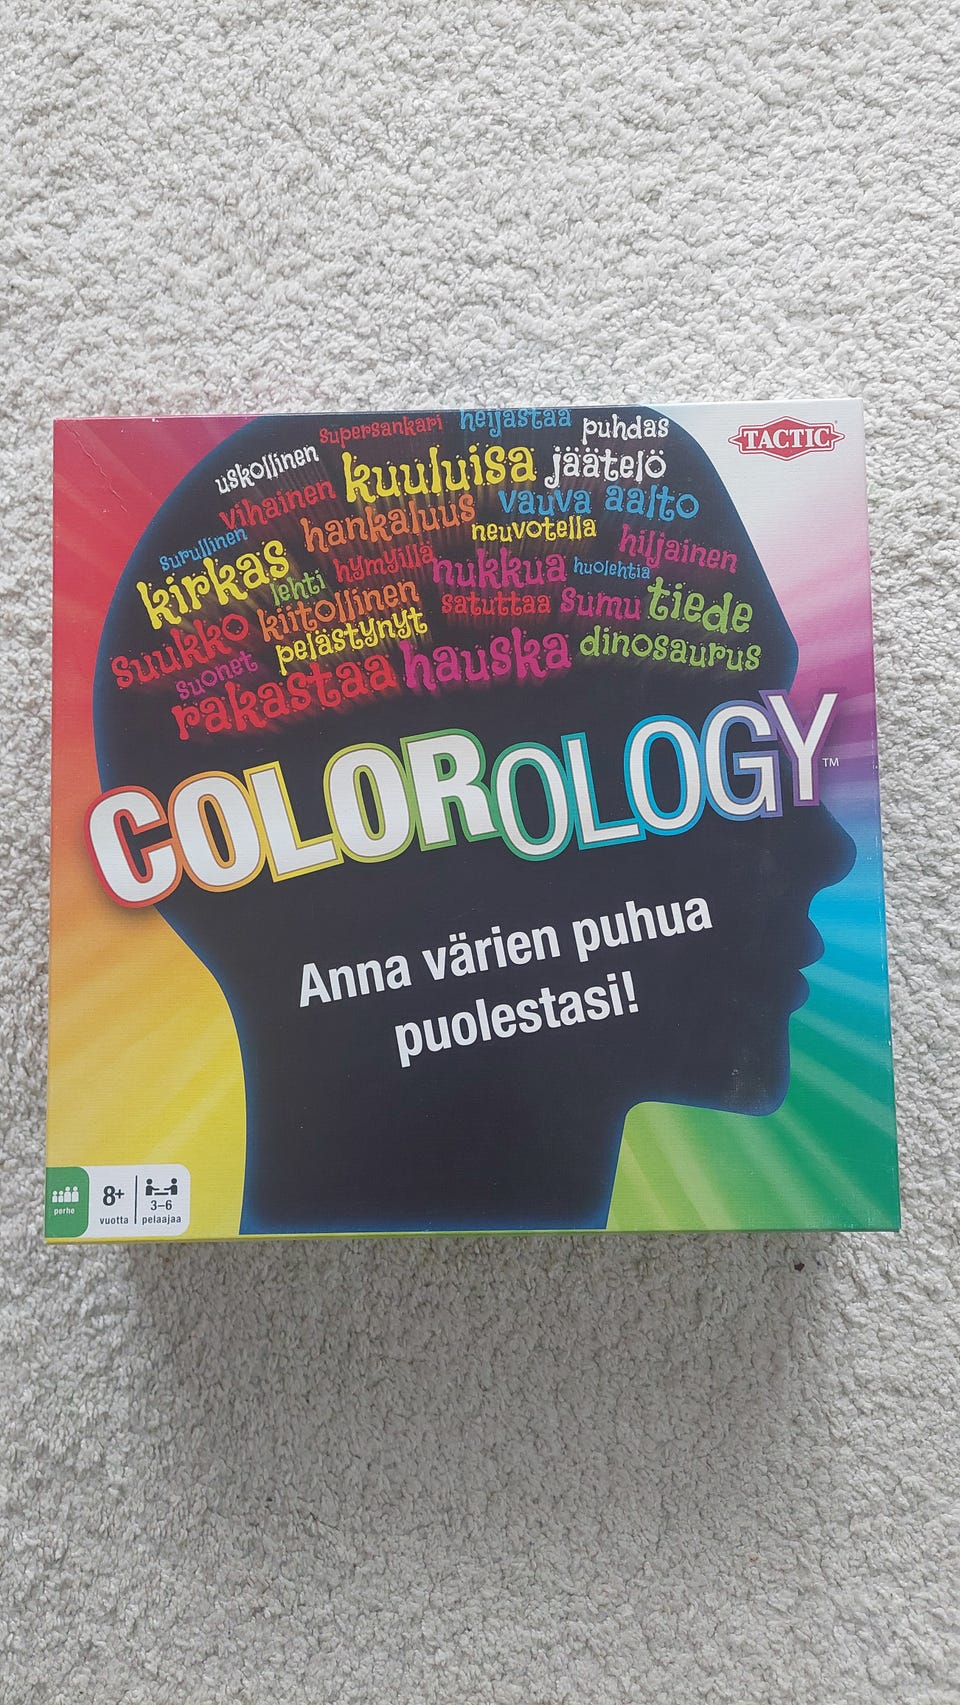 supersankari heijastaa puhdas
TACTIC
uskollinen kuuluisa jäätelö
vihainen hankaluus vauva aalto
surullinen neuvotella hiljainen
kirkas lehti hymyillä nukkua huolehtia
suukko kiitollinen satuttaa sumu tiede
suonet pelästynyt hauska dinosaurus
rakastaa
COLOROLOGY™
Anna värien puhua
puolestasi!
perhe
8+
vuotta
3–6
pelaajaa